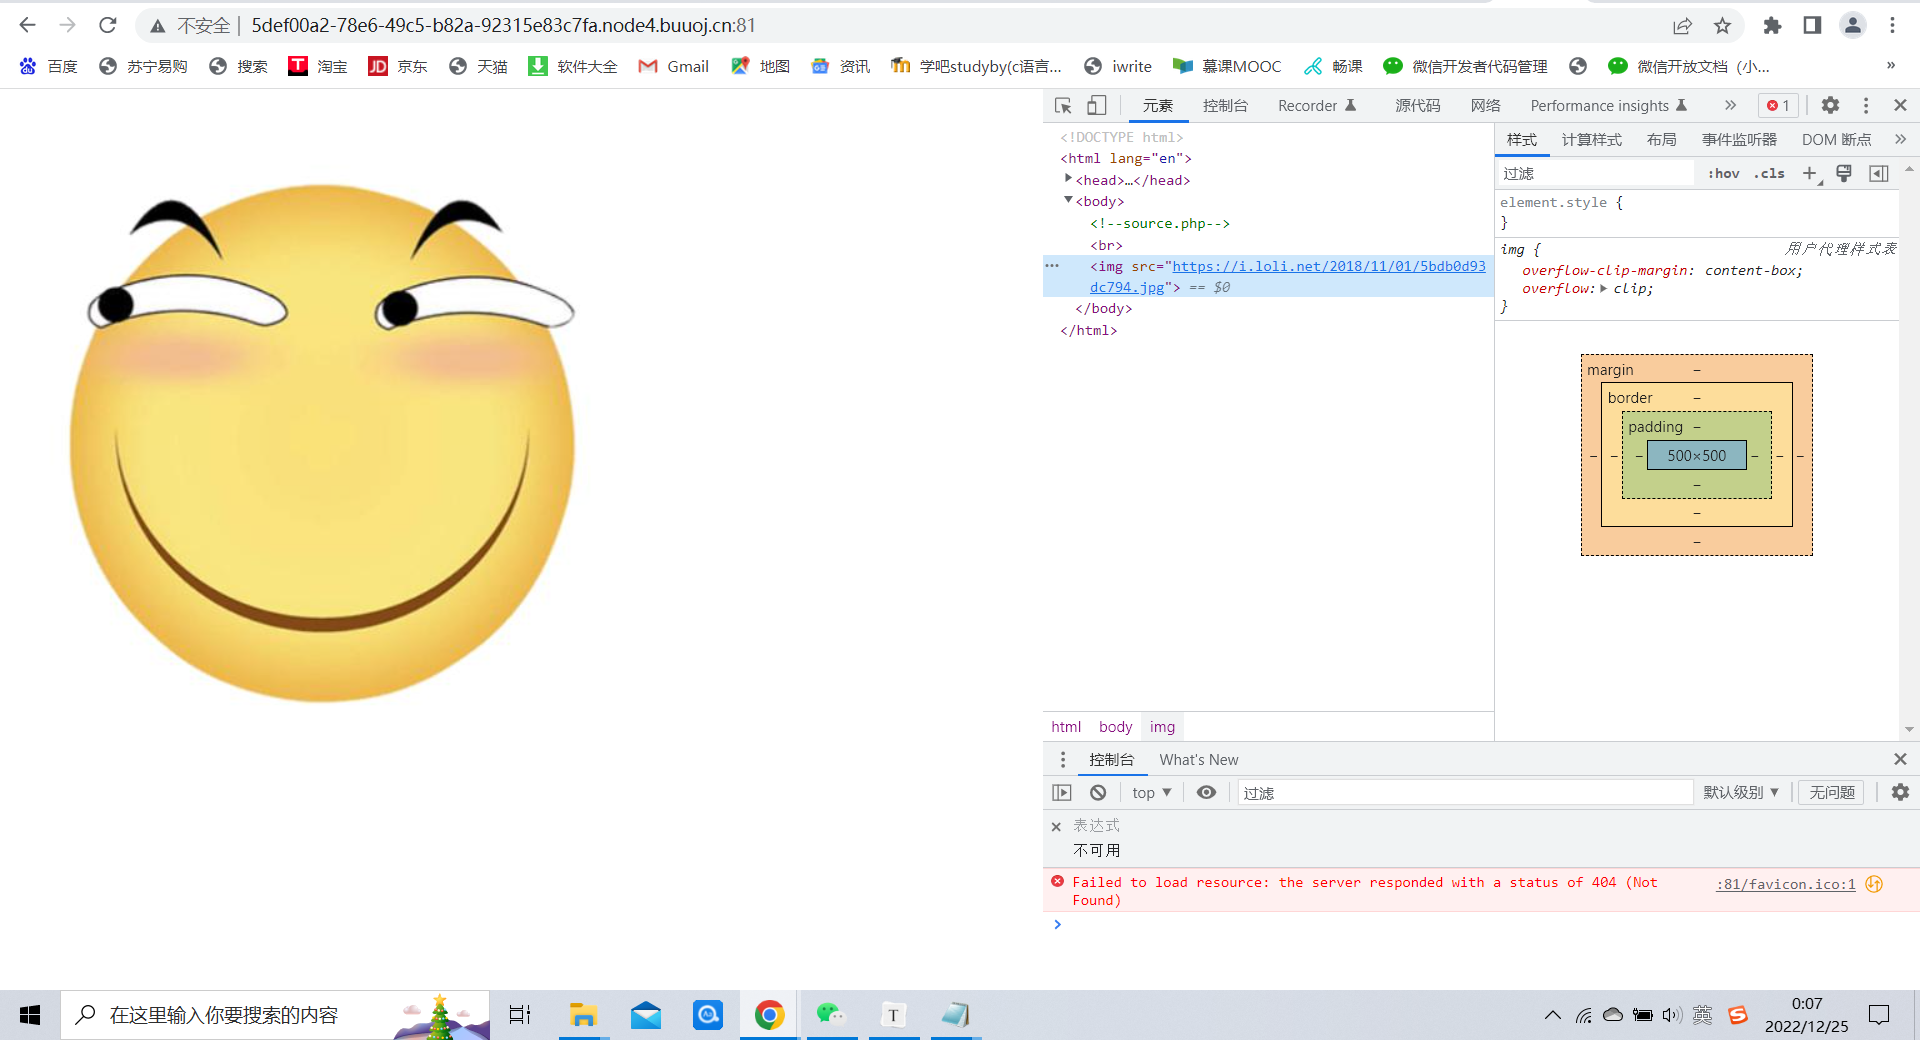 不安全 | 5def00a2-78e6-49c5-b82a-92315e83c7fa.node4.buuoj.cn:81
百度 苏宁易购 搜索 淘宝 京东 天猫 软件大全 Gmail 地图 资讯 学吧studyby(c语言... iwrite 慕课MOOC 畅课 微信开发者代码管理 微信开放文档（小... »
元素 控制台 Recorder 源代码 网络 Performance insights » 1
<!DOCTYPE html>
<html lang="en">
<head>…</head>
<body>
<!--source.php-->
<br>
<img src="https://i.loli.net/2018/11/01/5bdb0d93
dc794.jpg"> == $0
</body>
</html>
html body img
样式 计算样式 布局 事件监听器 DOM 断点 »
过滤 :hov .cls
element.style {
}
img { 用户代理样式表
overflow-clip-margin: content-box;
overflow: clip;
}
margin –
border –
padding –
– – – 500×500 – – –
–
–
–
控制台 What's New
top 过滤 默认级别 无问题
表达式
不可用
Failed to load resource: the server responded with a status of 404 (Not :81/favicon.ico:1
Found)
在这里输入你要搜索的内容
T
英
0:07
2022/12/25